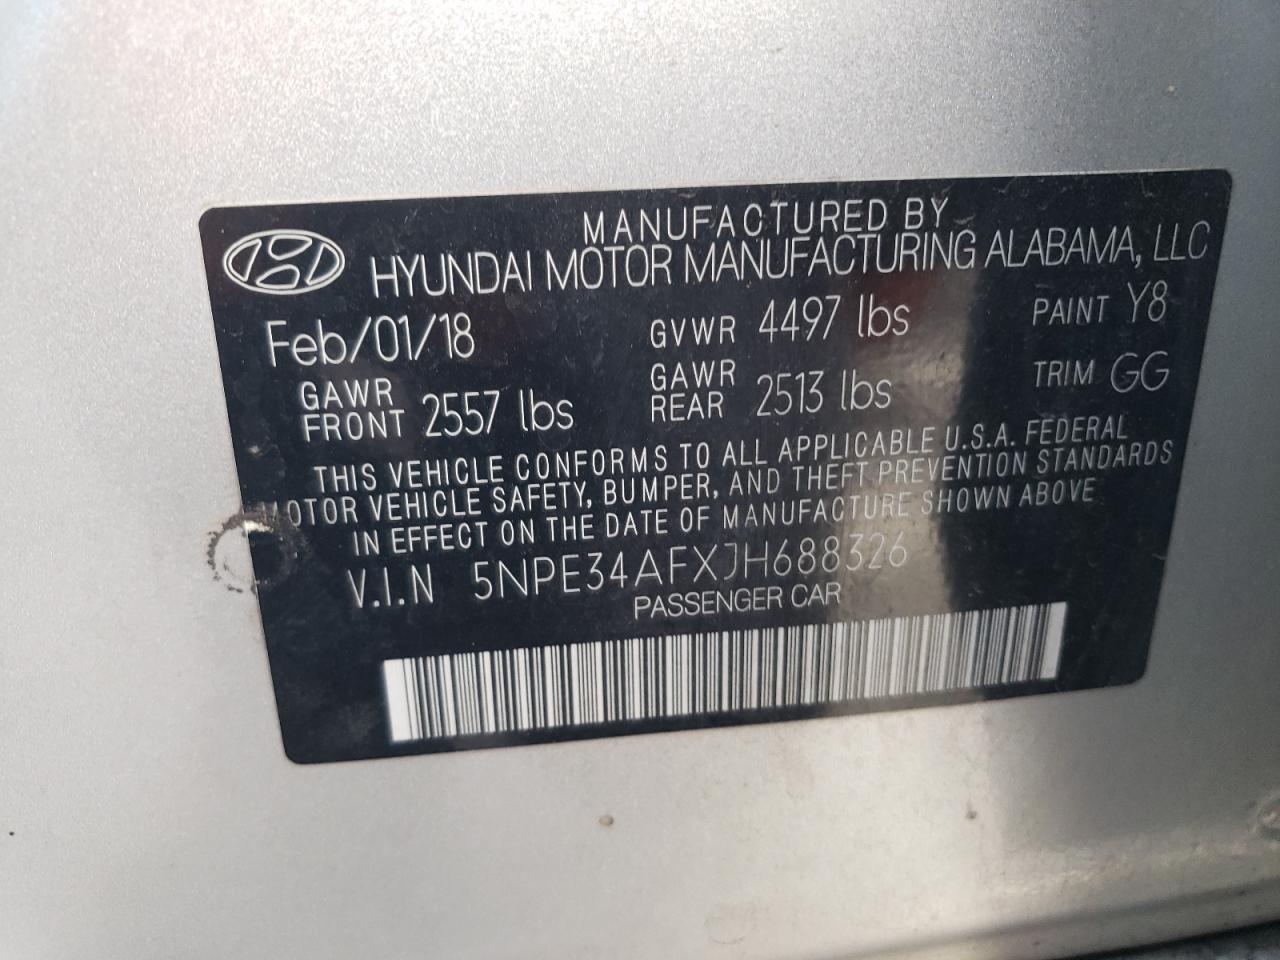 MANUFACTURED BY
HYUNDAI MOTOR MANUFACTURING ALABAMA, LLC
Feb/01/18 GVWR 4497 lbs PAINT Y8
GAWR FRONT 2557 lbs GAWR REAR 2513 lbs TRIM GG
THIS VEHICLE CONFORMS TO ALL APPLICABLE U.S.A. FEDERAL
MOTOR VEHICLE SAFETY, BUMPER, AND THEFT PREVENTION STANDARDS
IN EFFECT ON THE DATE OF MANUFACTURE SHOWN ABOVE
V.I.N 5NPE34AFXJH688326
PASSENGER CAR